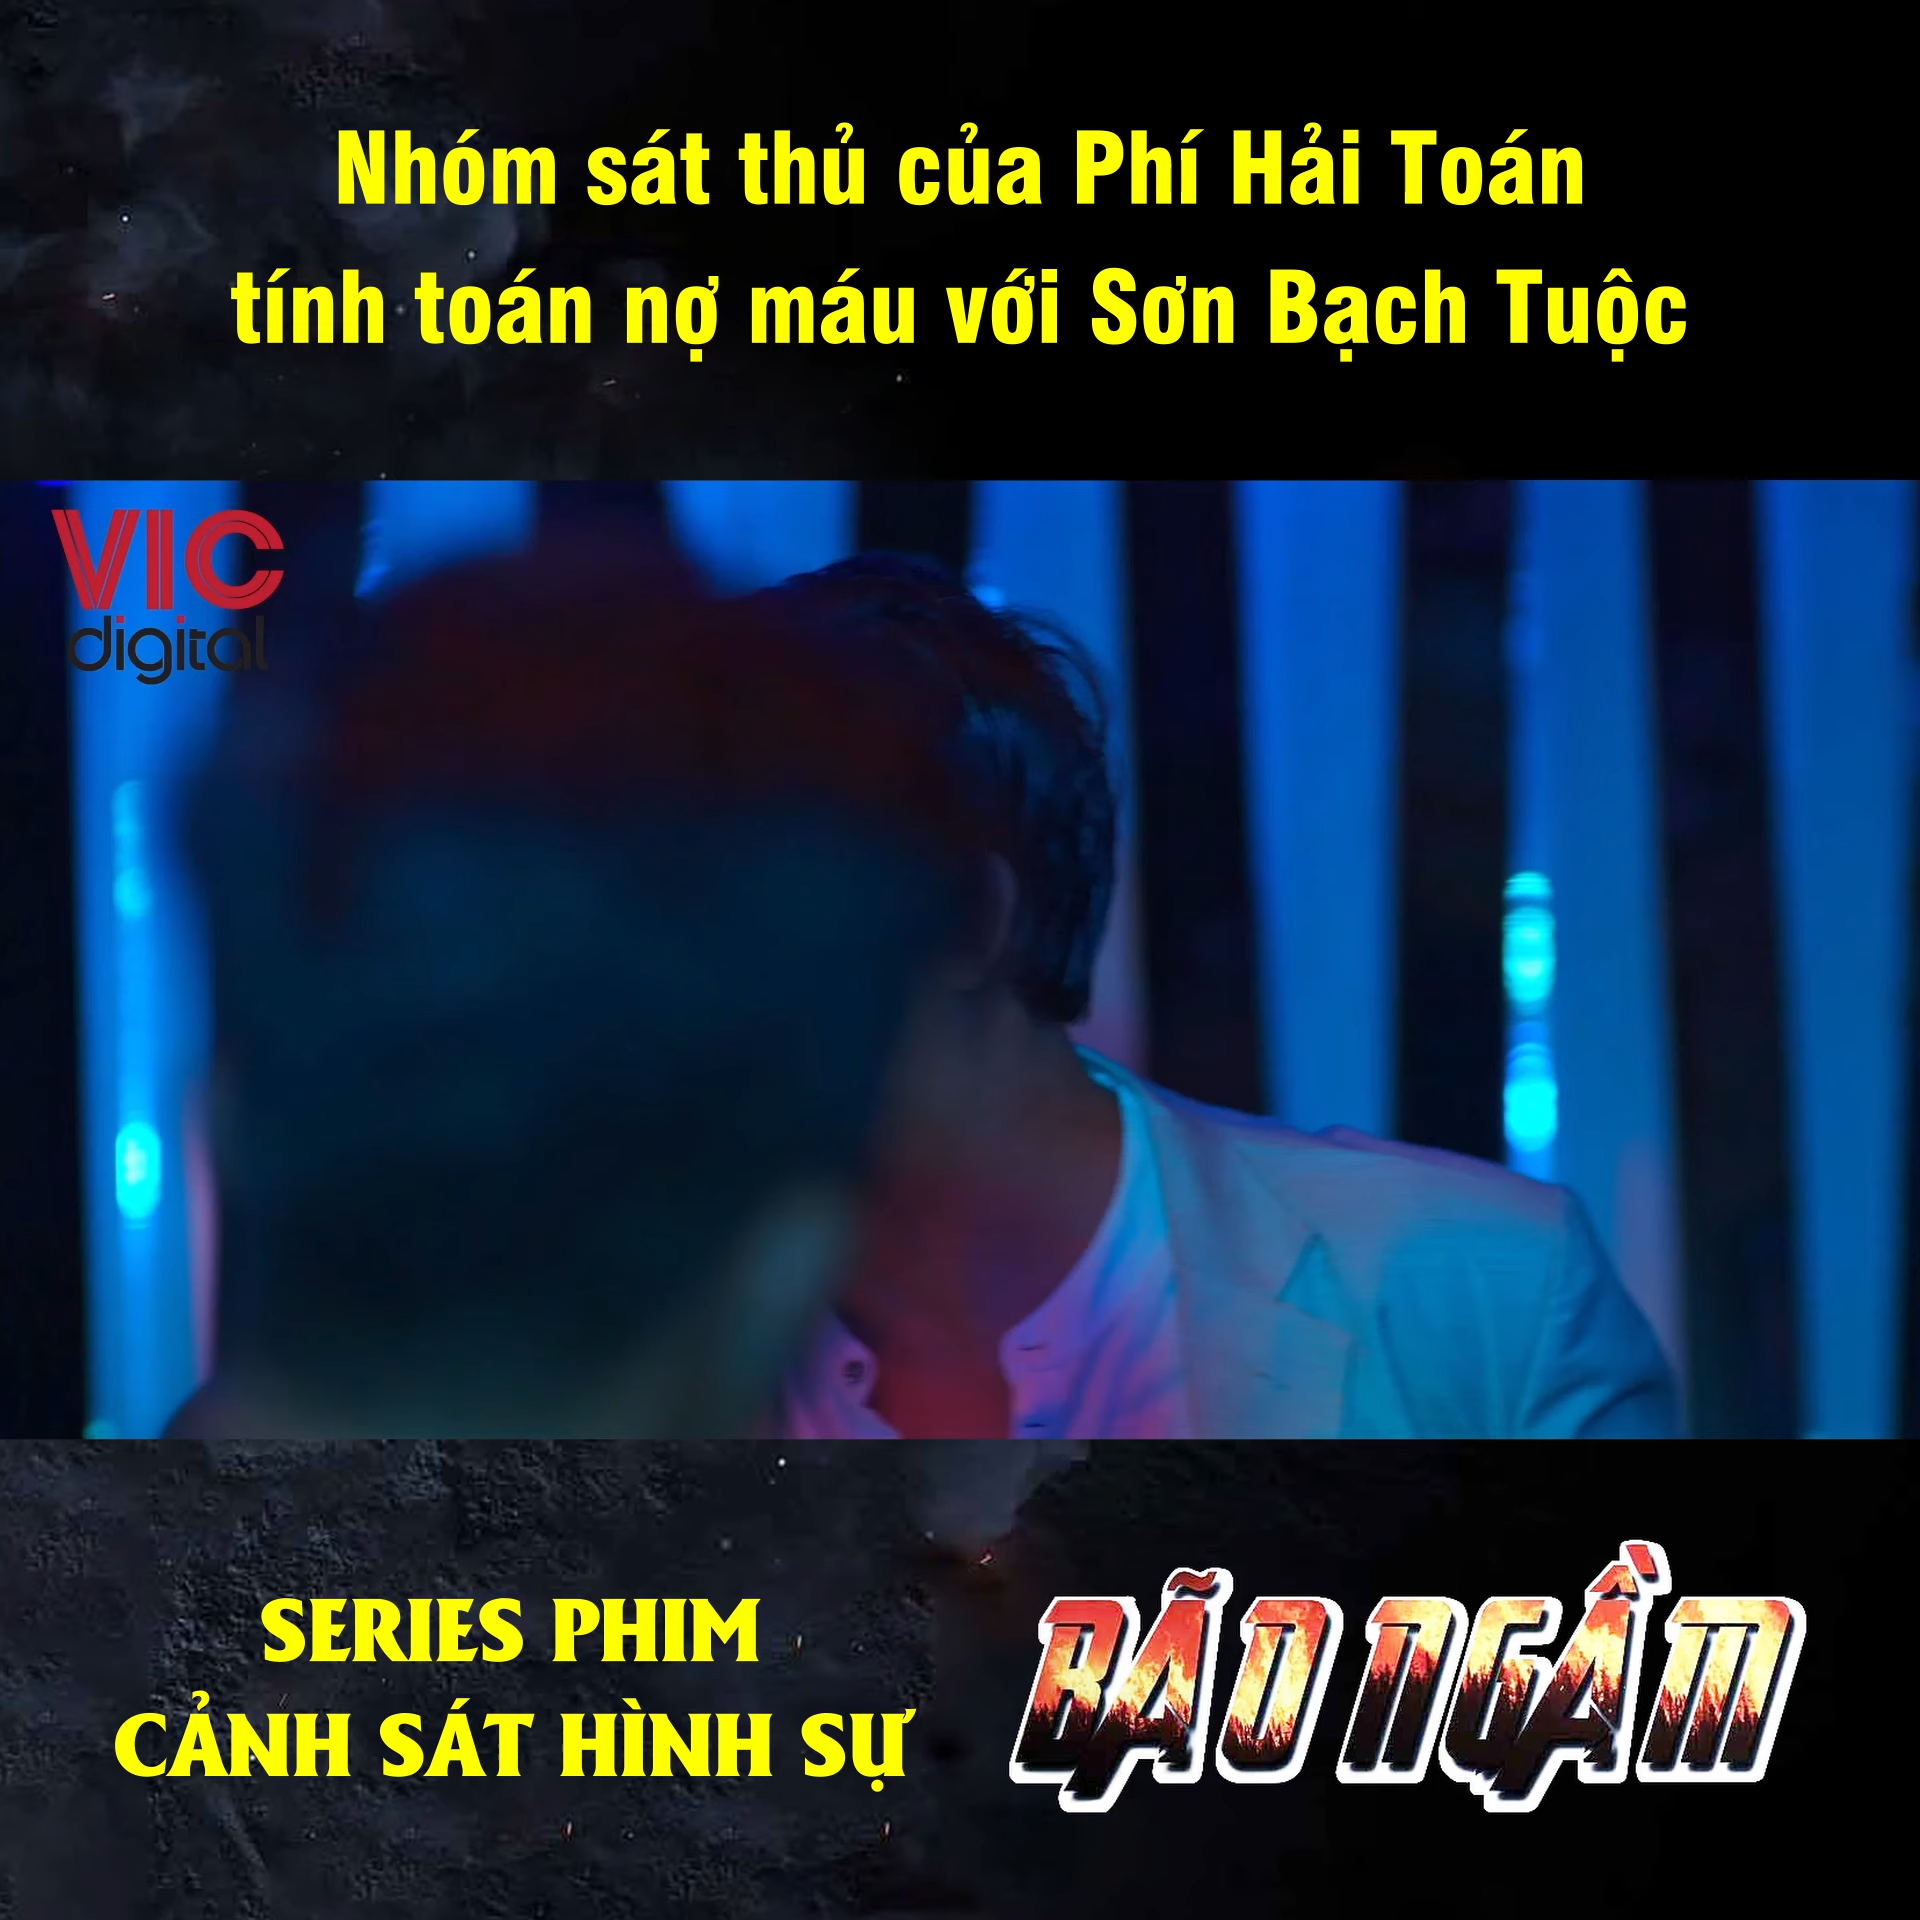 Nhóm sát thủ của Phí Hải Toán
tính toán nợ máu với Sơn Bạch Tuộc
VIC
digital
SERIES PHIM
CẢNH SÁT HÌNH SỰ
BÃO NGẦM